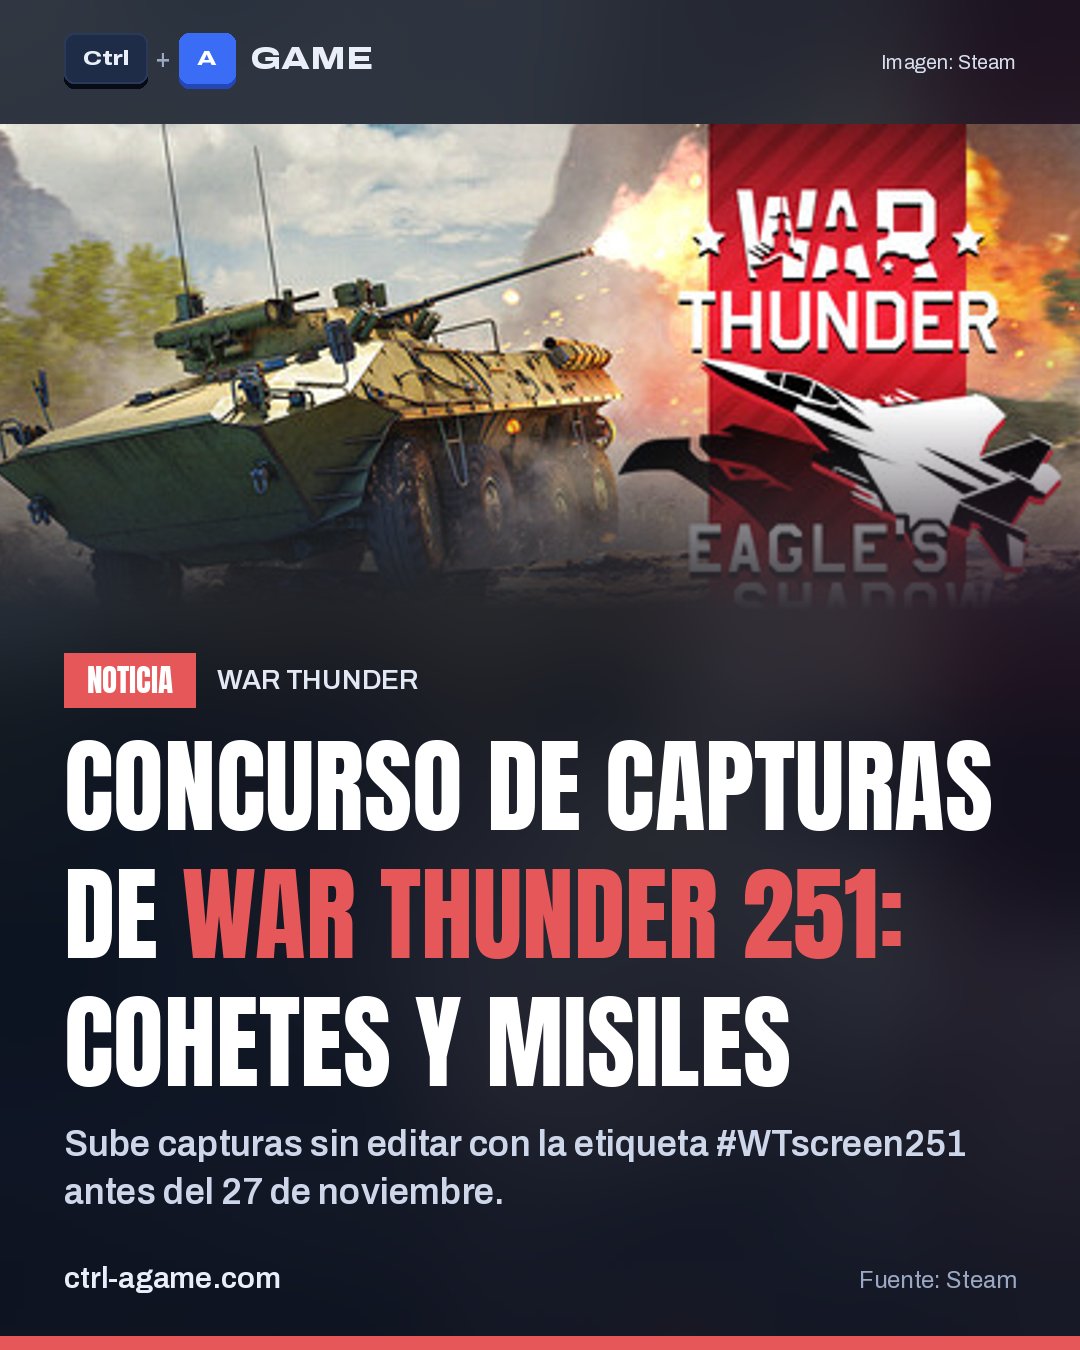 Ctrl + A GAME
Imagen: Steam
WAR
THUNDER
EAGLE'S
SHADOW
NOTICIA WAR THUNDER
CONCURSO DE CAPTURAS
DE WAR THUNDER 251:
COHETES Y MISILES
Sube capturas sin editar con la etiqueta #WTscreen251
antes del 27 de noviembre.
ctrl-agame.com
Fuente: Steam